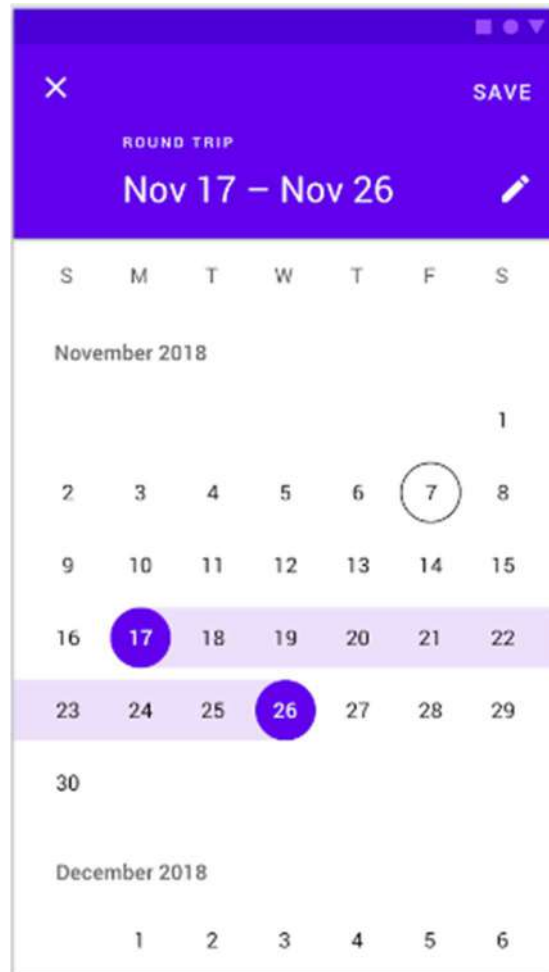 SAVE
ROUND TRIP
Nov 17 – Nov 26
S M T W T F S
November 2018
1
2 3 4 5 6 7 8
9 10 11 12 13 14 15
16 17 18 19 20 21 22
23 24 25 26 27 28 29
30
December 2018
1 2 3 4 5 6